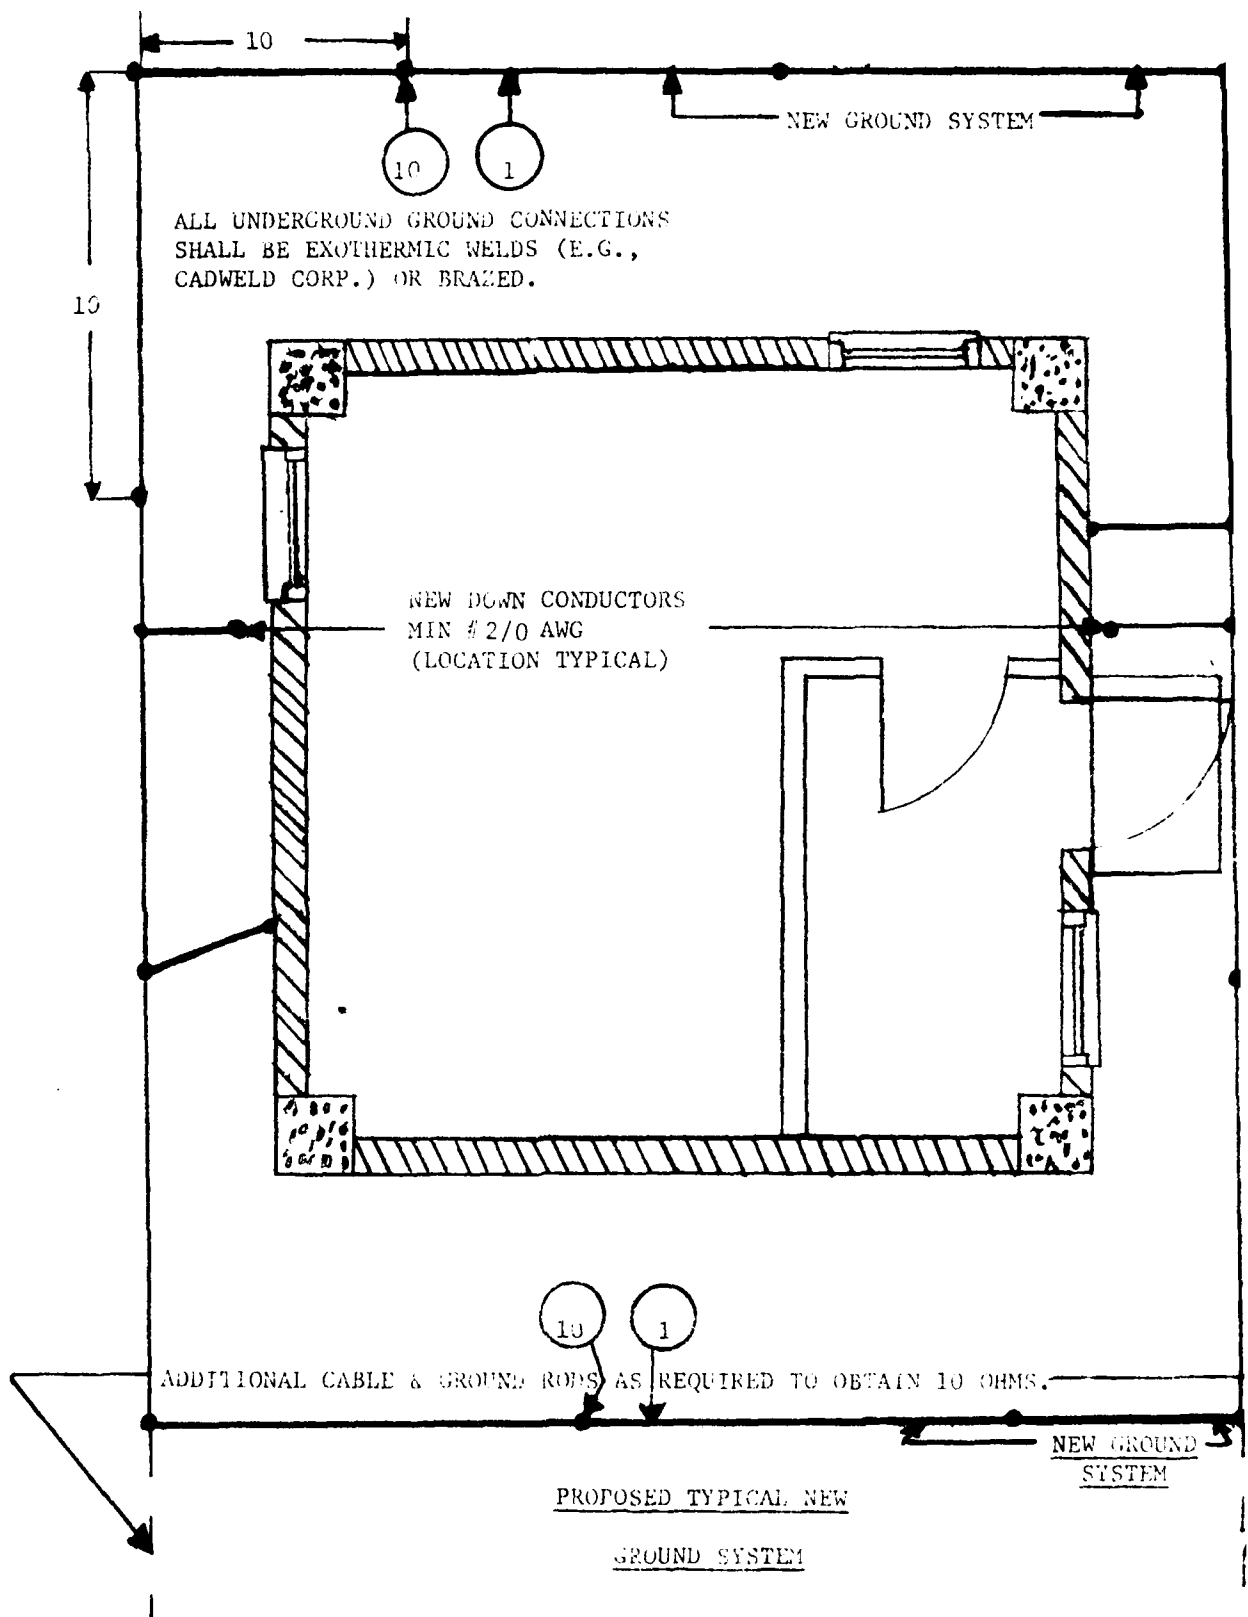 10
NEW GROUND SYSTEM
10 1
ALL UNDERGROUND GROUND CONNECTIONS
SHALL BE EXOTHERMIC WELDS (E.G.,
CADWELD CORP.) OR BRAZED.
10
NEW DOWN CONDUCTORS
MIN #2/0 AWG
(LOCATION TYPICAL)
10 1
ADDITIONAL CABLE & GROUND RODS AS REQUIRED TO OBTAIN 10 OHMS.
NEW GROUND
SYSTEM
PROPOSED TYPICAL NEW
GROUND SYSTEM